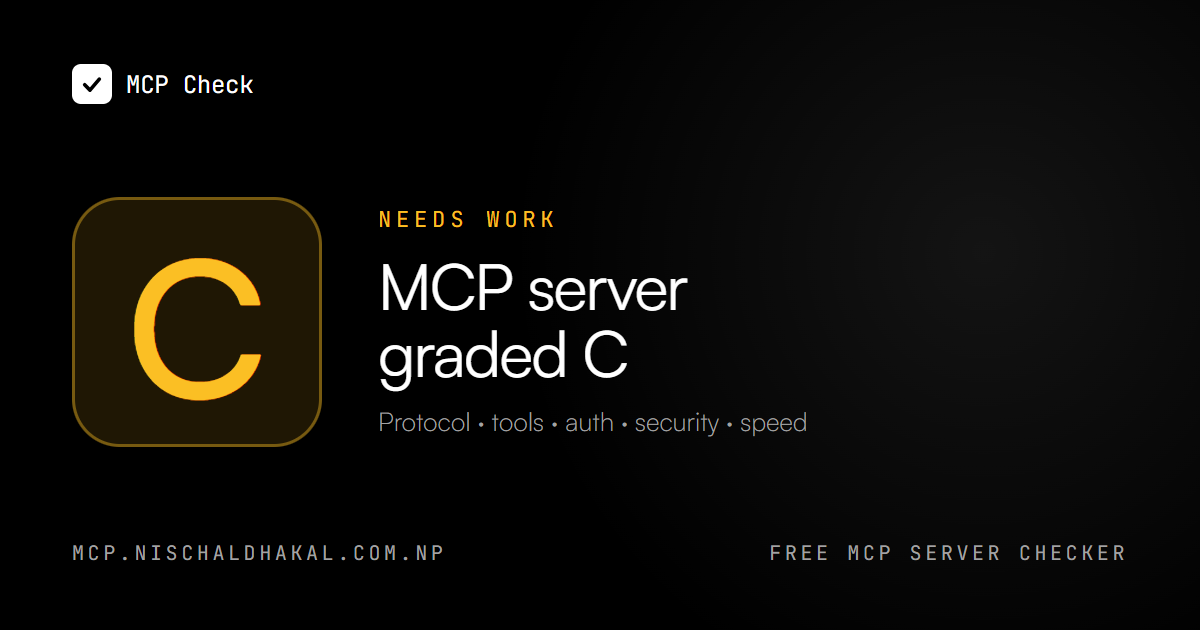 MCP Check
C
NEEDS WORK
MCP server
graded C
Protocol • tools • auth • security • speed
MCP.NISCHALDHAKAL.COM.NP
FREE MCP SERVER CHECKER